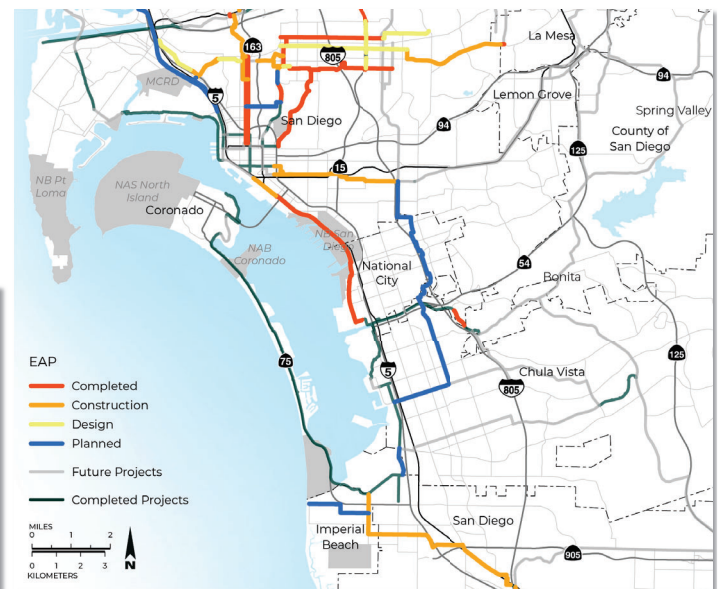 163
La Mesa
805
MCRD
5
94
Lemon Grove
Spring Valley
San Diego
94
County of
San Diego
125
15
NB Pt
Loma
NAS North
Island
Coronado
NB San
Diego
NAB
Coronado
National
City
54
Bonita
75
5
125
Chula Vista
805
EAP
Completed
Construction
Design
Planned
Future Projects
Completed Projects
MILES
0 1 2
0 3
KILOMETERS
N
Imperial
Beach
San Diego
905